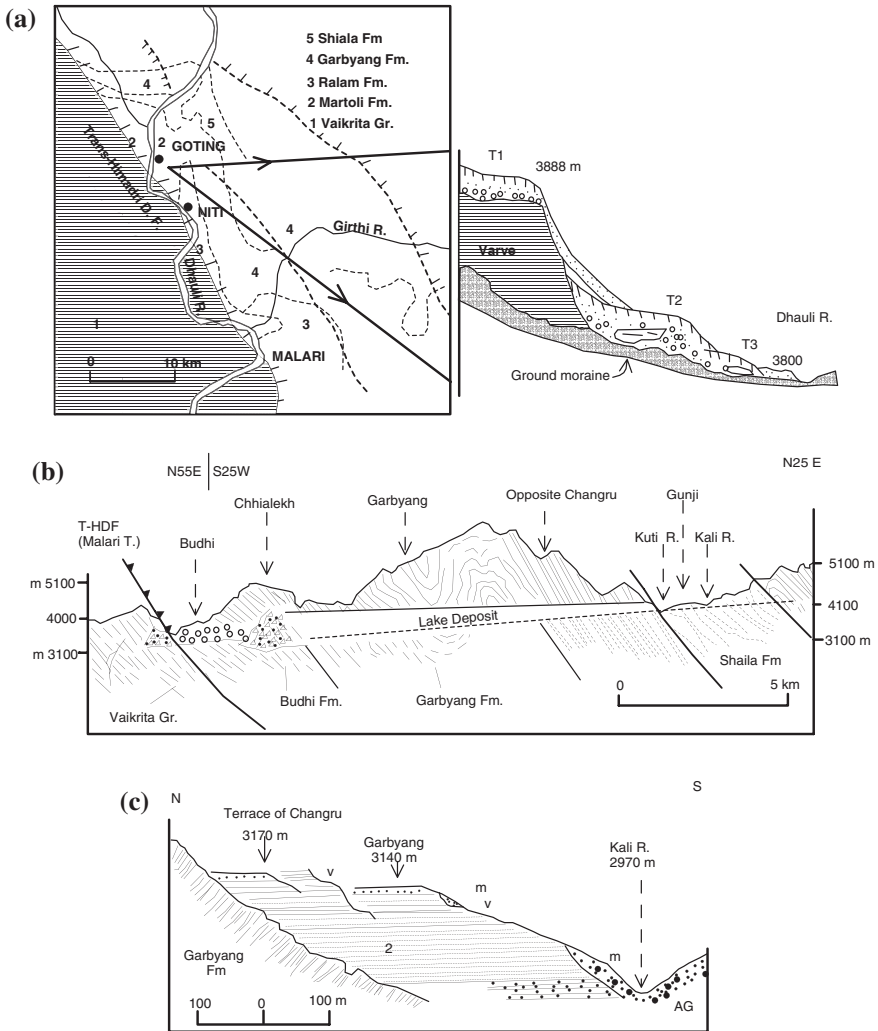 (a)
5 Shiala Fm
4 Garbyang Fm.
3 Ralam Fm.
2 Martoli Fm.
1 Vaikrita Gr.
4
5
2
2
GOTING
Trans-Himadri D. F.
NITI
4
Girthi R.
3
Dhauli R.
4
3
1
0 10 km
MALARI
T1
3888 m
Varve
T2
Dhauli R.
T3
3800
Ground moraine
(b)
N55E S25W
N25 E
Chhialekh
Garbyang
Opposite Changru
Gunji
T-HDF
(Malari T.)
Budhi
Kuti R.
Kali R.
m 5100
5100 m
4000
4100
Lake Deposit
m 3100
3100 m
Shaila Fm
0 5 km
Budhi Fm.
Garbyang Fm.
Vaikrita Gr.
(c)
N
S
Terrace of Changru
3170 m
Garbyang
3140 m
Kali R.
2970 m
v
m
v
2
m
Garbyang
Fm
AG
100 0 100 m